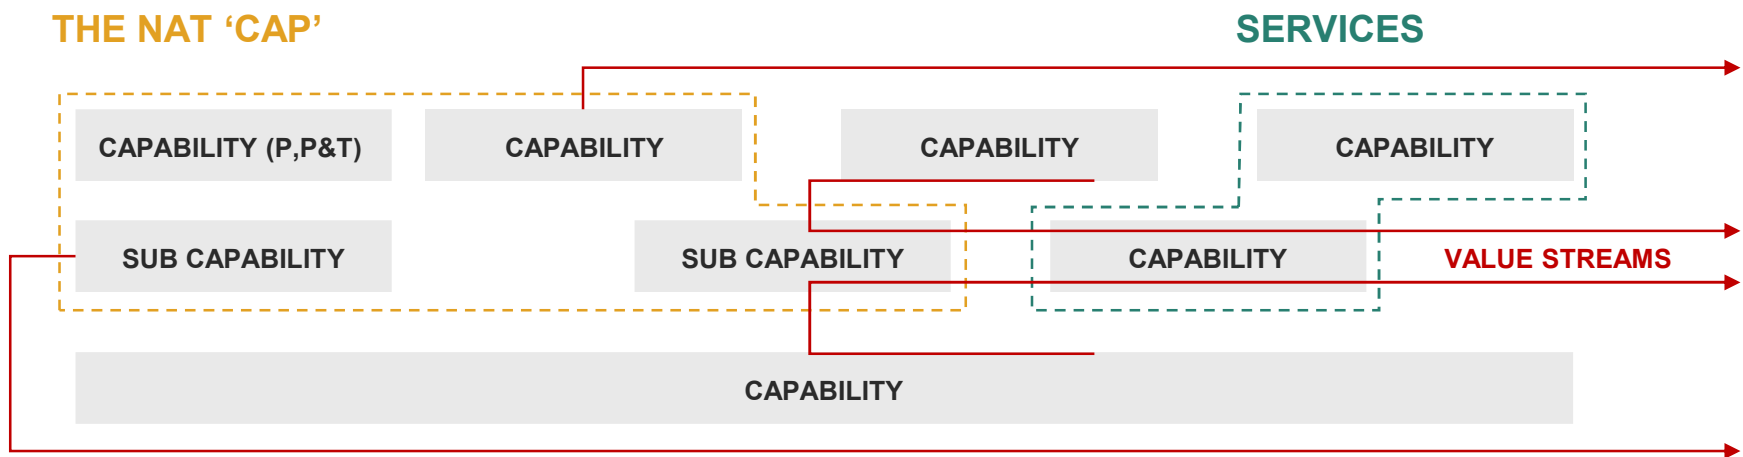 THE NAT ‘CAP’
SERVICES
CAPABILITY (P,P&T)
CAPABILITY
CAPABILITY
CAPABILITY
SUB CAPABILITY
SUB CAPABILITY
CAPABILITY
VALUE STREAMS
CAPABILITY